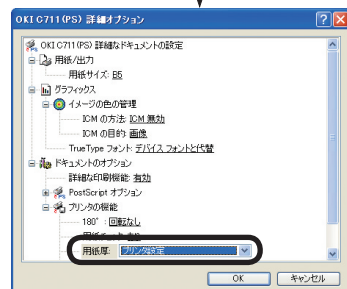 OKI C711(PS) 詳細オプション
OKI C711(PS) 詳細なドキュメントの設定
用紙/出力
用紙サイズ: B5
グラフィックス
イメージの色の管理
ICM の方法: ICM 無効
ICM の目的: 画像
TrueType フォント: デバイス フォントと代替
ドキュメントのオプション
詳細な印刷機能: 有効
PostScript オプション
プリンタの機能
180°: 回転なし
用紙厚: プリンタ設定
OK キャンセル